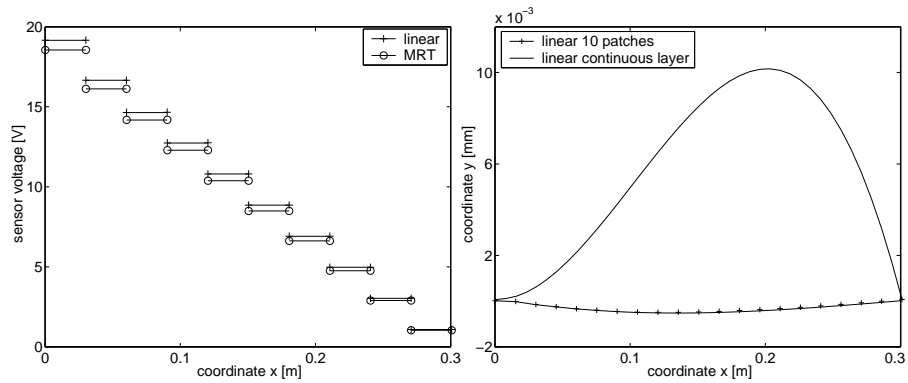 linear
MRT
20
15
10
5
0
sensor voltage [V]
0
0.1
0.2
0.3
coordinate x [m]
x 10⁻³
linear 10 patches
linear continuous layer
10
6
2
−2
coordinate y [mm]
0
0.1
0.2
0.3
coordinate x [m]